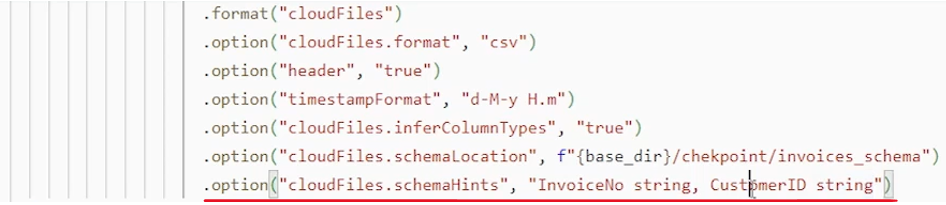 .format("cloudFiles")
.option("cloudFiles.format", "csv")
.option("header", "true")
.option("timestampFormat", "d-M-y H.m")
.option("cloudFiles.inferColumnTypes", "true")
.option("cloudFiles.schemaLocation", f"{base_dir}/chekpoint/invoices_schema")
.option("cloudFiles.schemaHints", "InvoiceNo string, CustomerID string")